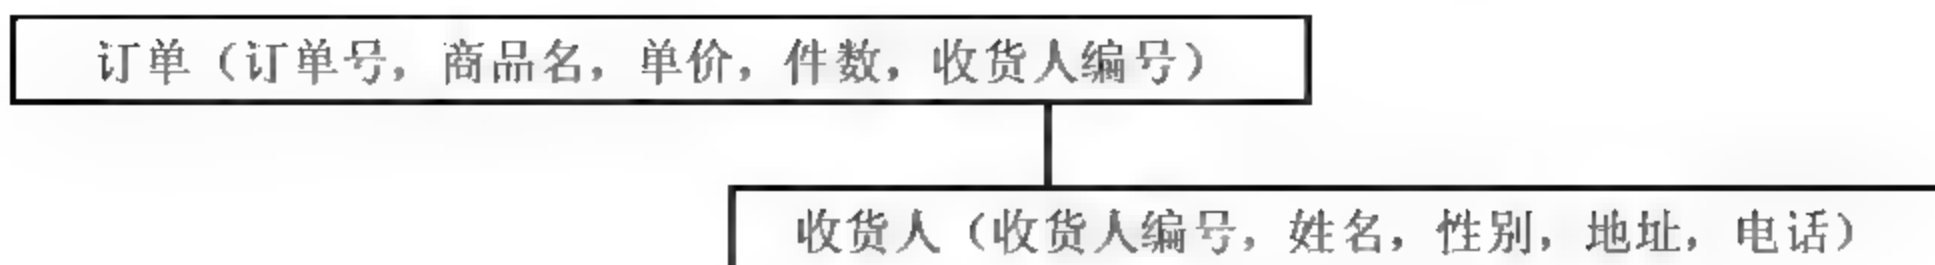 订单（订单号，商品名，单价，件数，收货人编号）
收货人（收货人编号，姓名，性别，地址，电话）